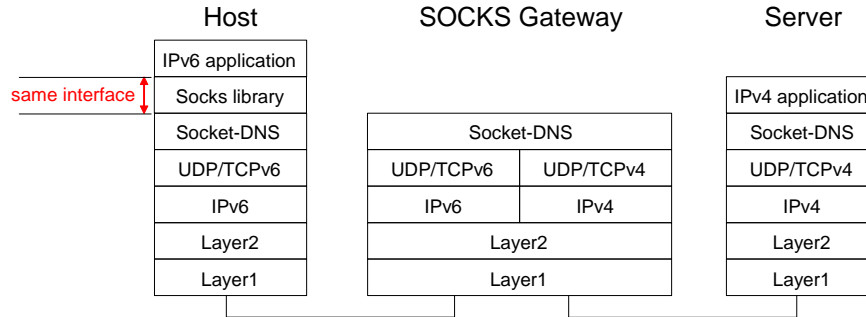 Host SOCKS Gateway Server
IPv6 application
same interface Socks library IPv4 application
Socket-DNS Socket-DNS Socket-DNS
UDP/TCPv6 UDP/TCPv6 UDP/TCPv4 UDP/TCPv4
IPv6 IPv6 IPv4 IPv4
Layer2 Layer2 Layer2
Layer1 Layer1 Layer1